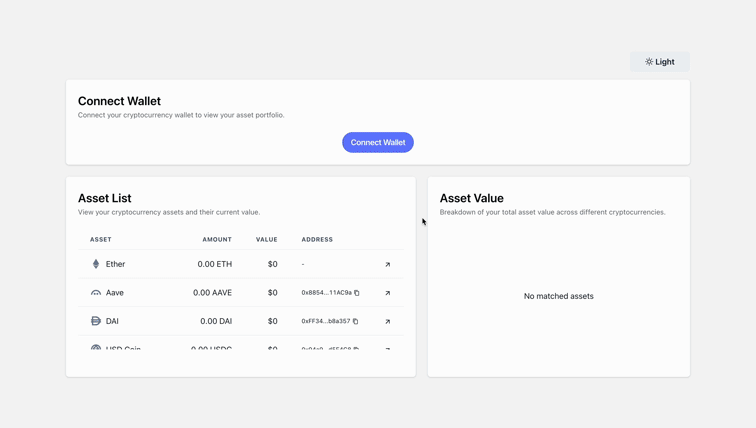 Light
Connect Wallet
Connect your cryptocurrency wallet to view your asset portfolio.
Connect Wallet
Asset List
View your cryptocurrency assets and their current value.
ASSET AMOUNT VALUE ADDRESS
Ether 0.00 ETH $0 -
Aave 0.00 AAVE $0 0x8854...11AC9a
DAI 0.00 DAI $0 0xFF34...b8a357
USD Coin 0.00 USDC $0
Asset Value
Breakdown of your total asset value across different cryptocurrencies.
No matched assets